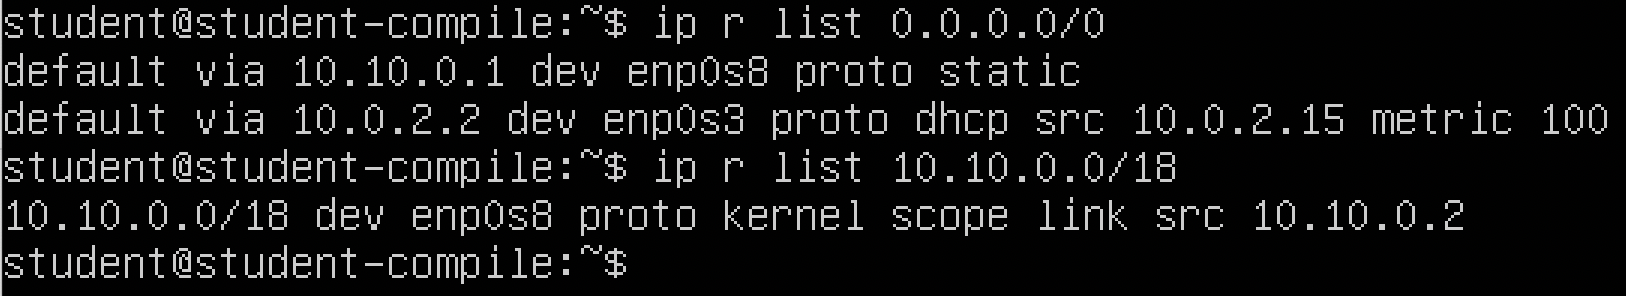 student@student-compile:~$ ip r list 0.0.0.0/0
default via 10.10.0.1 dev enp0s8 proto static
default via 10.0.2.2 dev enp0s3 proto dhcp src 10.0.2.15 metric 100
student@student-compile:~$ ip r list 10.10.0.0/18
10.10.0.0/18 dev enp0s8 proto kernel scope link src 10.10.0.2
student@student-compile:~$